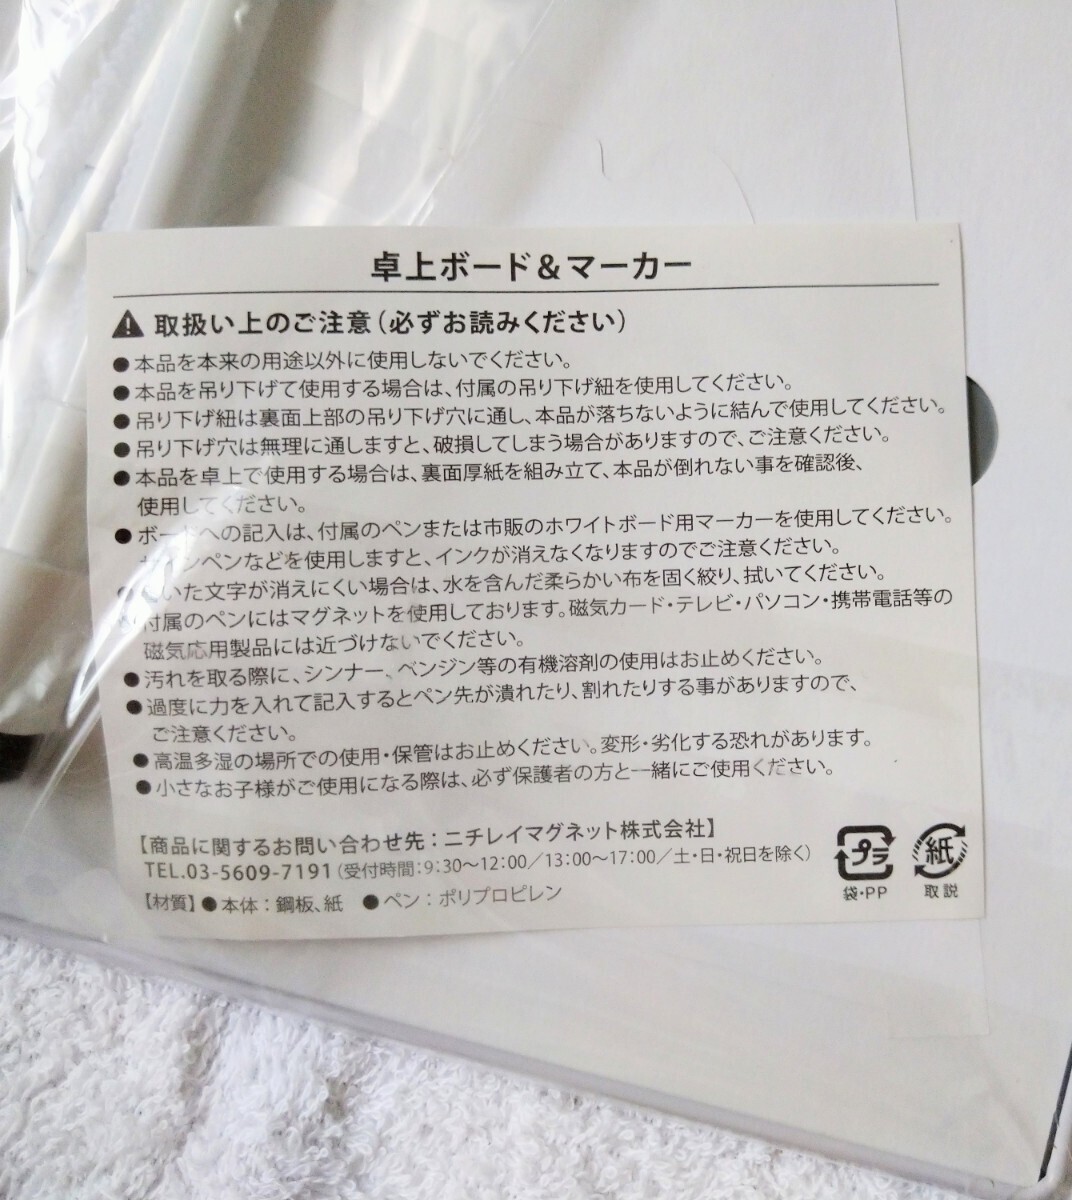 卓上ボード＆マーカー
取扱い上のご注意（必ずお読みください）
●本品を本来の用途以外に使用しないでください。
●本品を吊り下げて使用する場合は、付属の吊り下げ紐を使用してください。
●吊り下げ紐は裏面上部の吊り下げ穴に通し、本品が落ちないように結んで使用してください。
●吊り下げ穴は無理に通しますと、破損してしまう場合がありますので、ご注意ください。
●本品を卓上で使用する場合は、裏面厚紙を組み立て、本品が倒れない事を確認後、
使用してください。
●ボードへの記入は、付属のペンまたは市販のホワイトボード用マーカーを使用してください。
サインペンなどを使用しますと、インクが消えなくなりますのでご注意ください。
いた文字が消えにくい場合は、水を含んだ柔らかい布を固く絞り、拭いてください。
付属のペンにはマグネットを使用しております。磁気カード・テレビ・パソコン・携帯電話等の
磁気応用製品には近づけないでください。
●汚れを取る際に、シンナー、ベンジン等の有機溶剤の使用はお止めください。
●過度に力を入れて記入するとペン先が潰れたり、割れたりする事がありますので、
ご注意ください。
●高温多湿の場所での使用・保管はお止めください。変形・劣化する恐れがあります。
●小さなお子様がご使用になる際は、必ず保護者の方と一緒にご使用ください。
【商品に関するお問い合わせ先：ニチレイマグネット株式会社】
TEL.03-5609-7191（受付時間：9:30～12:00／13:00～17:00／土・日・祝日を除く）
【材質】●本体：鋼板、紙 ●ペン：ポリプロピレン
プラ
袋・PP
紙
取説